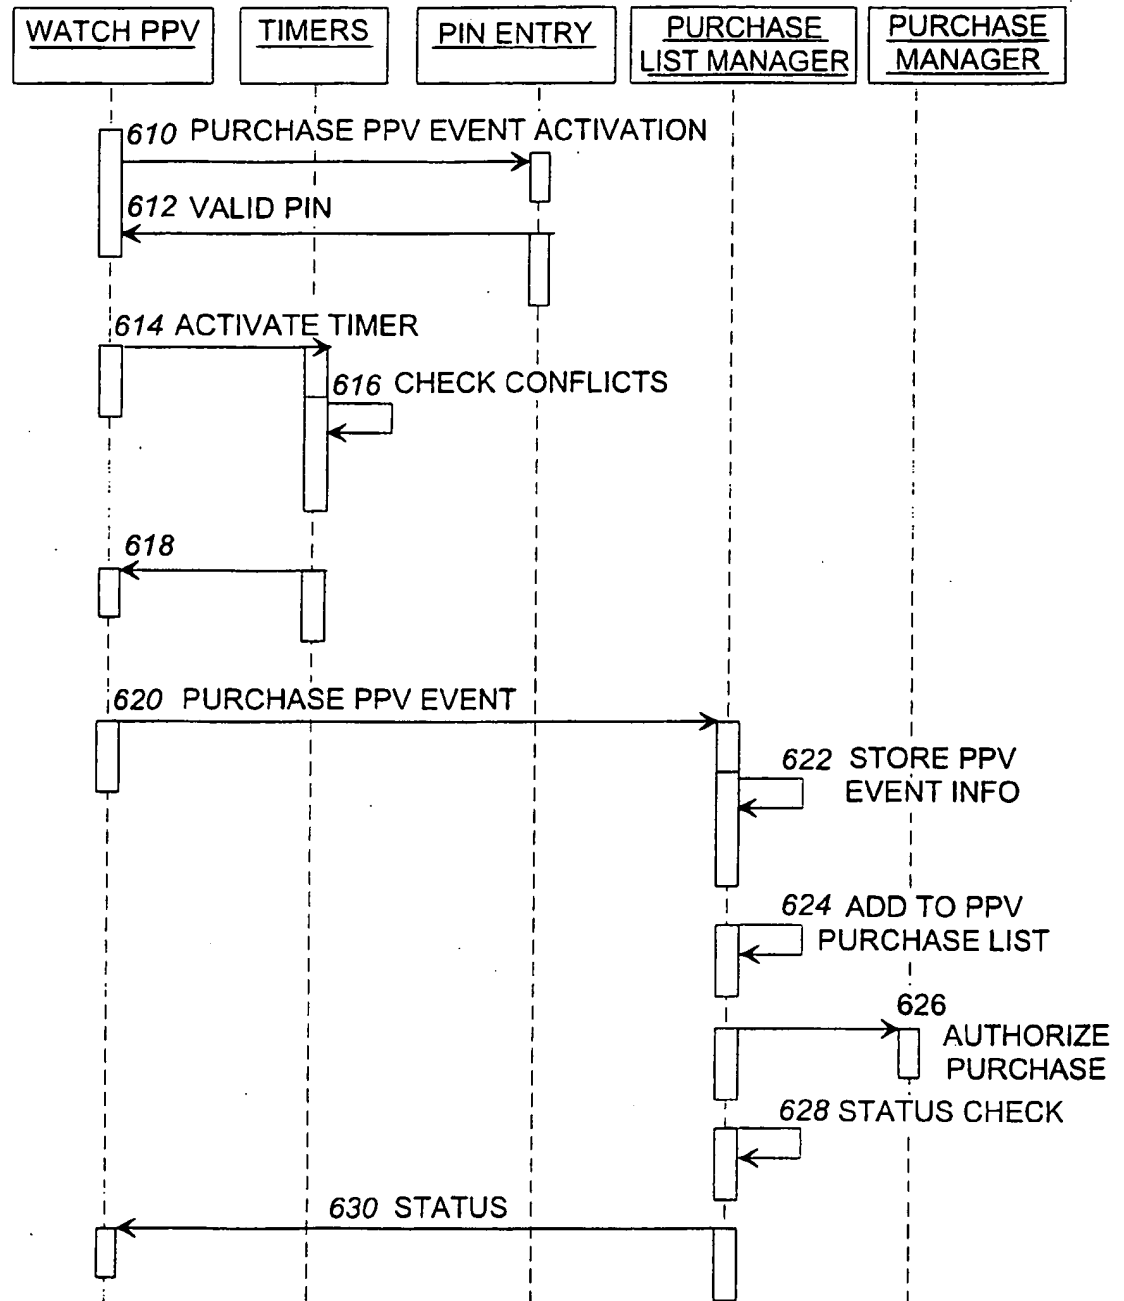 WATCH PPV
TIMERS
PIN ENTRY
PURCHASE
LIST MANAGER
PURCHASE
MANAGER
610 PURCHASE PPV EVENT ACTIVATION
612 VALID PIN
614 ACTIVATE TIMER
616 CHECK CONFLICTS
618
620 PURCHASE PPV EVENT
622 STORE PPV
EVENT INFO
624 ADD TO PPV
PURCHASE LIST
626
AUTHORIZE
PURCHASE
628 STATUS CHECK
630 STATUS